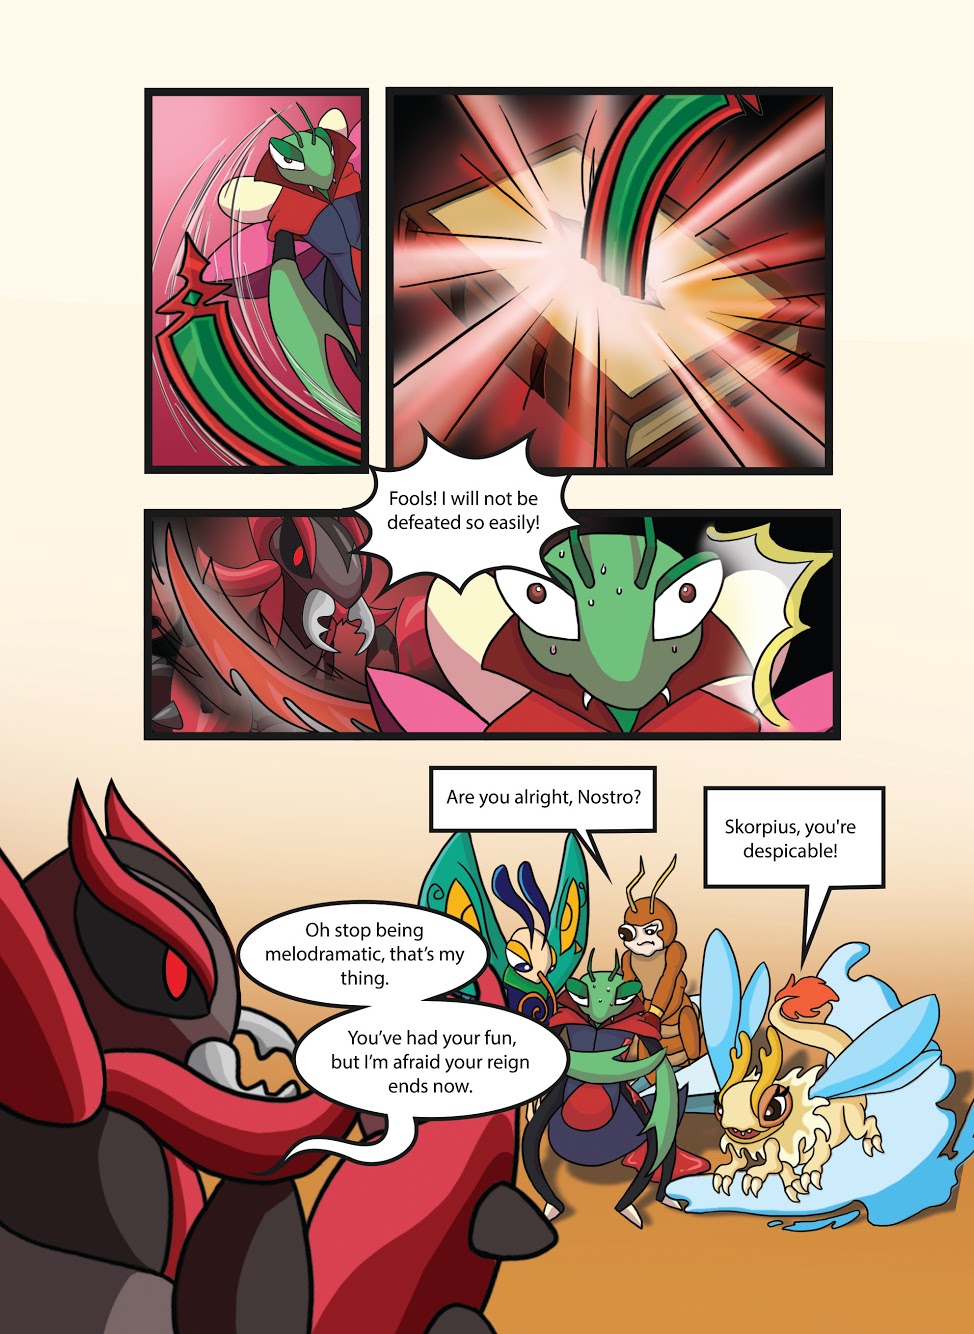 Fools! I will not be
defeated so easily!
Are you alright, Nostro?
Skorpius, you're
despicable!
Oh stop being
melodramatic, that's my
thing.
You've had your fun,
but I'm afraid your reign
ends now.